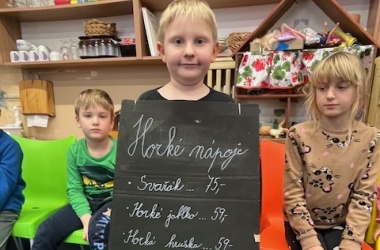 Horké nápoje
· Svařák... 75,-
· Horké jablko... 59,-
· Horká hruška... 59,-